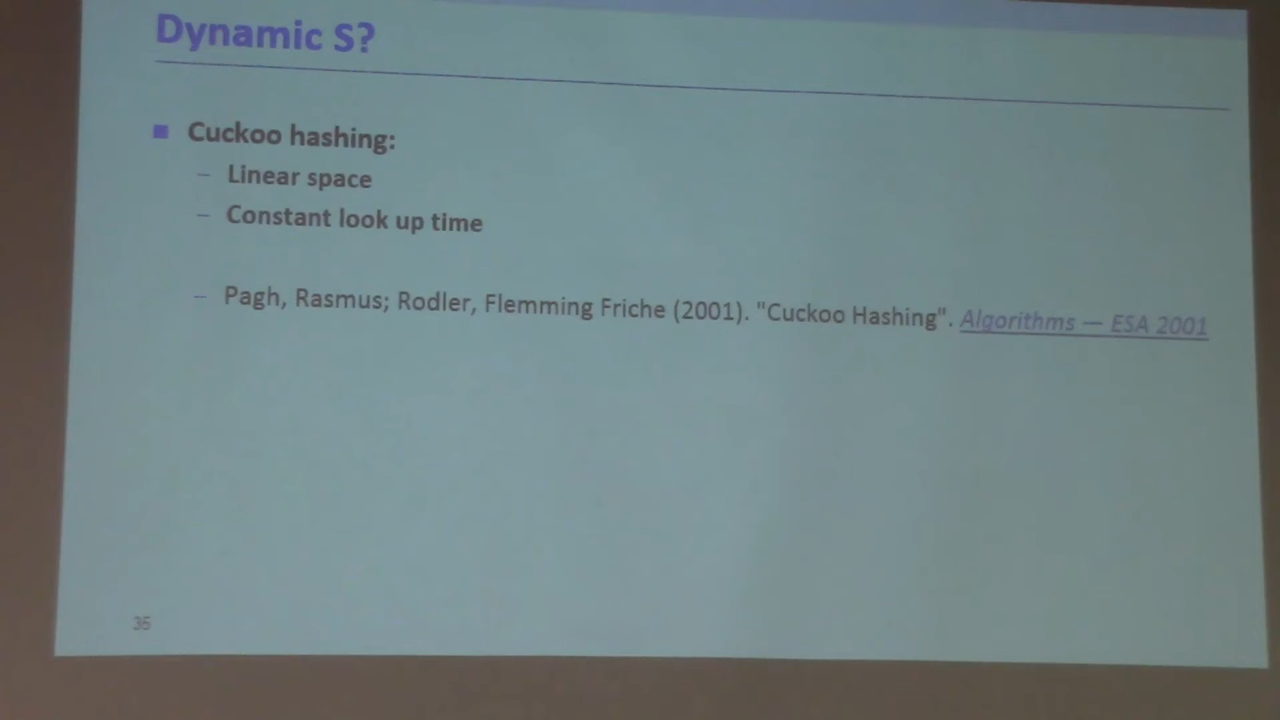 Dynamic S?
■ Cuckoo hashing:
– Linear space
– Constant look up time
– Pagh, Rasmus; Rodler, Flemming Friche (2001). "Cuckoo Hashing". Algorithms — ESA 2001
35